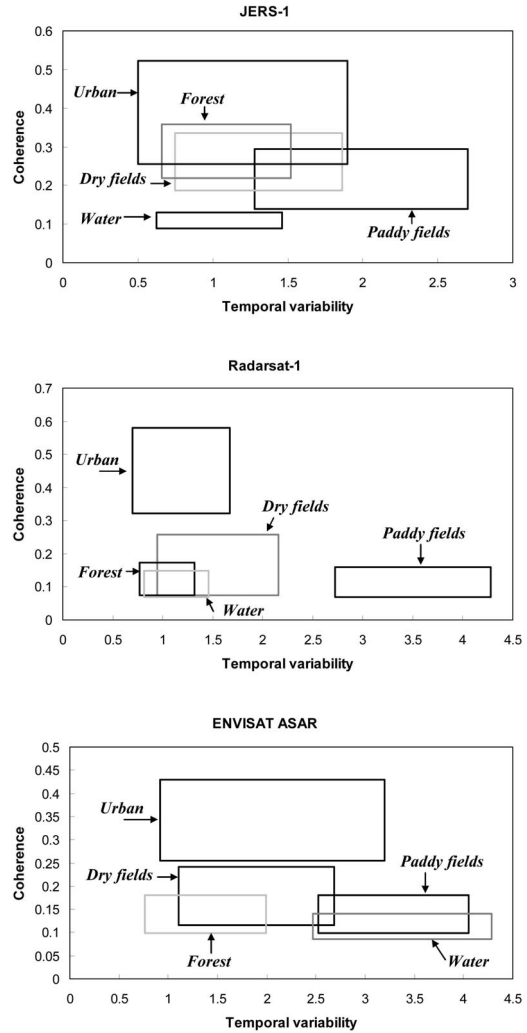 JERS-1
0.6
0.5
0.4
0.3
0.2
0.1
0
Coherence
Urban
Forest
Dry fields
Water
Paddy fields
0 0.5 1 1.5 2 2.5 3
Temporal variability
Radarsat-1
0.7
0.6
0.5
0.4
0.3
0.2
0.1
0
Coherence
Urban
Dry fields
Paddy fields
Forest
Water
0 0.5 1 1.5 2 2.5 3 3.5 4 4.5
Temporal variability
ENVISAT ASAR
0.5
0.45
0.4
0.35
0.3
0.25
0.2
0.15
0.1
0.05
0
Coherence
Urban
Paddy fields
Dry fields
Forest
Water
0 0.5 1 1.5 2 2.5 3 3.5 4 4.5
Temporal variability